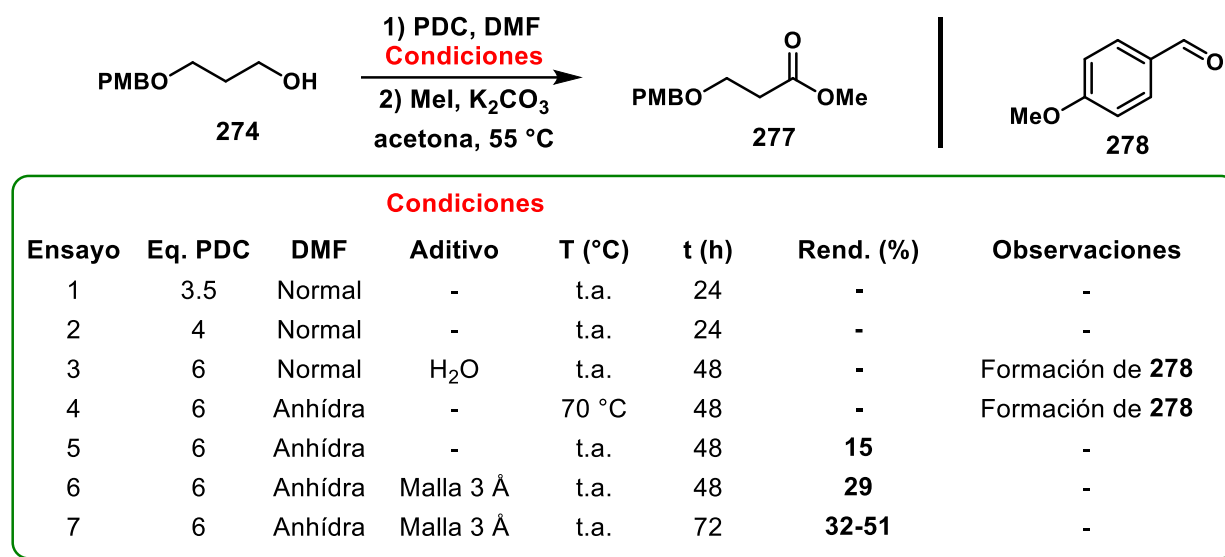 1) PDC, DMF
Condiciones
2) MeI, K₂CO₃
acetona, 55 °C
PMBO OH
274
PMBO O OMe
277
O MeO
278
Condiciones
Ensayo Eq. PDC DMF Aditivo T (°C) t (h) Rend. (%) Observaciones
1 3.5 Normal - t.a. 24 - -
2 4 Normal - t.a. 24 - -
3 6 Normal H₂O t.a. 48 - Formación de 278
4 6 Anhídra - 70 °C 48 - Formación de 278
5 6 Anhídra - t.a. 48 15 -
6 6 Anhídra Malla 3 Å t.a. 48 29 -
7 6 Anhídra Malla 3 Å t.a. 72 32-51 -